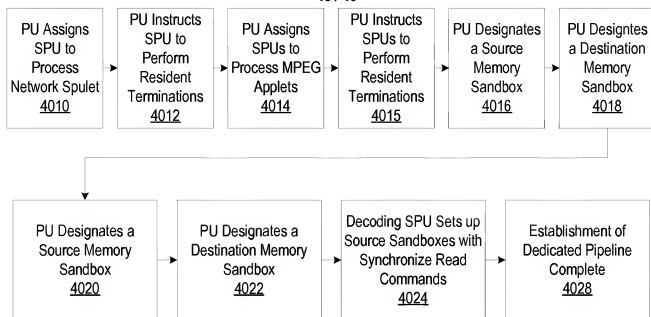 PU Assigns
SPU to
Process
Network Spulet
4010
PU Instructs
SPU to
Perform
Resident
Terminations
4012
PU Assigns
SPUs to
Process MPEG
Applets
4014
PU Instructs
SPUs to
Perform
Resident
Terminations
4015
PU Designates
a Source
Memory
Sandbox
4016
PU Designtes
a Destination
Memory
Sandbox
4018
PU Designates a
Source Memory
Sandbox
4020
PU Designates a
Destination Memory
Sandbox
4022
Decoding SPU Sets up
Source Sandboxes with
Synchronize Read
Commands
4024
Establishment of
Dedicated Pipeline
Complete
4028